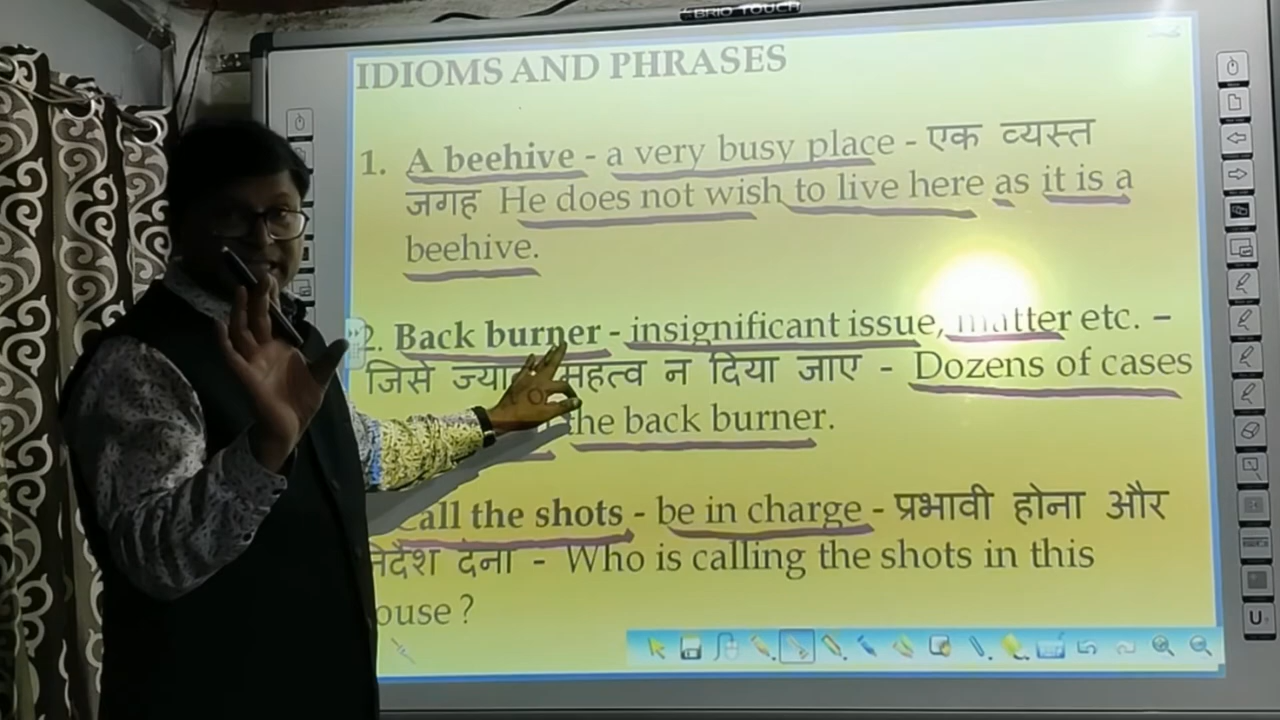 BRIO TOUCH
IDIOMS AND PHRASES
1. A beehive - a very busy place - एक व्यस्त
जगह He does not wish to live here as it is a
beehive.
2. Back burner - insignificant issue, matter etc. –
जिसे महत्व न दिया जाए - Dozens of cases
the back burner.
Call the shots - be in charge - प्रभावी होना और
निर्देश देना - Who is calling the shots in this
ouse ?